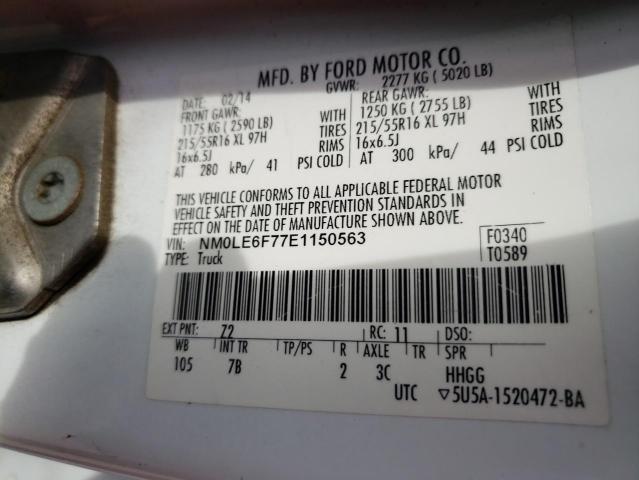 MFD. BY FORD MOTOR CO.
DATE: 02/14 GVWR: 2277 KG ( 5020 LB)
FRONT GAWR: WITH REAR GAWR: WITH
1175 KG ( 2590 LB) TIRES 1250 KG ( 2755 LB) TIRES
215/55R16 XL 97H RIMS 215/55R16 XL 97H RIMS
16x6.5J 16x6.5J
AT 280 kPa/ 41 PSI COLD AT 300 kPa/ 44 PSI COLD
THIS VEHICLE CONFORMS TO ALL APPLICABLE FEDERAL MOTOR
VEHICLE SAFETY AND THEFT PREVENTION STANDARDS IN
EFFECT ON THE DATE OF MANUFACTURE SHOWN ABOVE.
VIN: NM0LE6F77E1150563 F0340
TYPE: Truck T0589
EXT PNT: Z2 RC: 11 DSO:
WB INT TR TP/PS R AXLE TR SPR
105 7B 2 3C HHGG
UTC ▽5U5A-1520472-BA